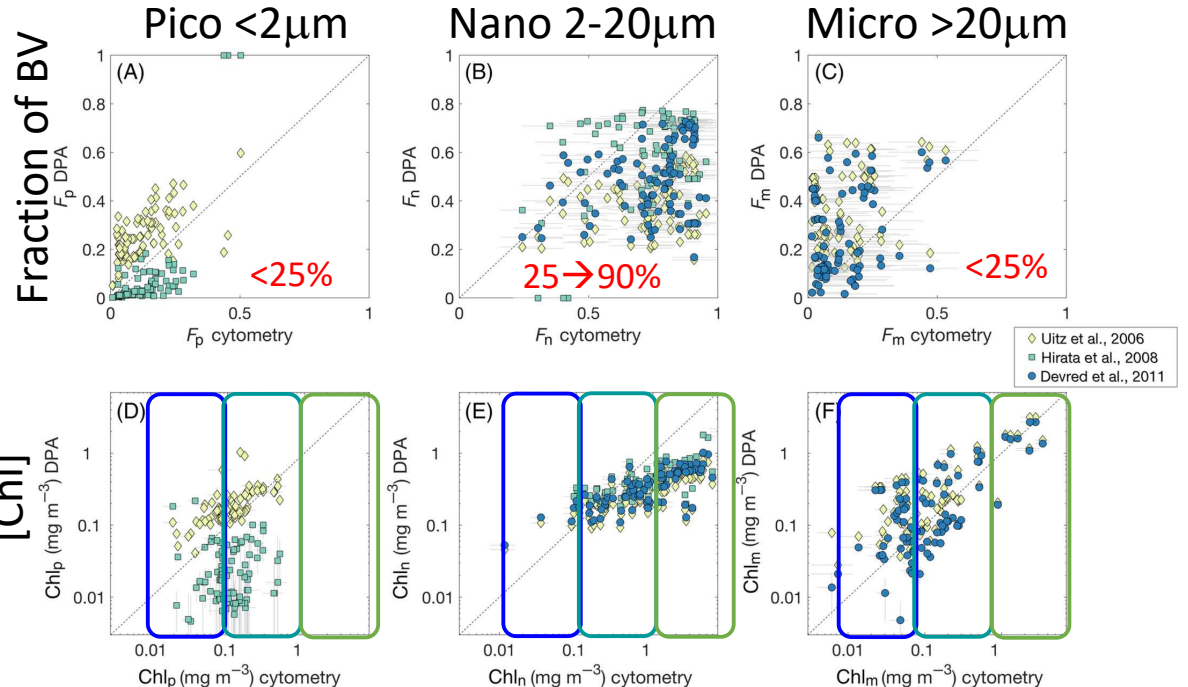 Pico <2μm
Nano 2-20μm
Micro >20μm
Fraction of BV
(A)
1
0.8
0.6
0.4
0.2
0
Fp DPA
<25%
0
0.5
1
Fp cytometry
(B)
1
0.8
0.6
0.4
0.2
0
Fn DPA
25→90%
0
0.5
1
Fn cytometry
(C)
1
0.8
0.6
0.4
0.2
0
Fm DPA
<25%
0
0.5
1
Fm cytometry
Uitz et al., 2006
Hirata et al., 2008
Devred et al., 2011
[Chl]
(D)
1
0.1
0.01
Chlp (mg m−3) DPA
0.01
0.1
1
Chlp (mg m−3) cytometry
(E)
1
0.1
0.01
Chln (mg m−3) DPA
0.01
0.1
1
Chln (mg m−3) cytometry
(F)
1
0.1
0.01
Chlm (mg m−3) DPA
0.01
0.1
1
Chlm (mg m−3) cytometry